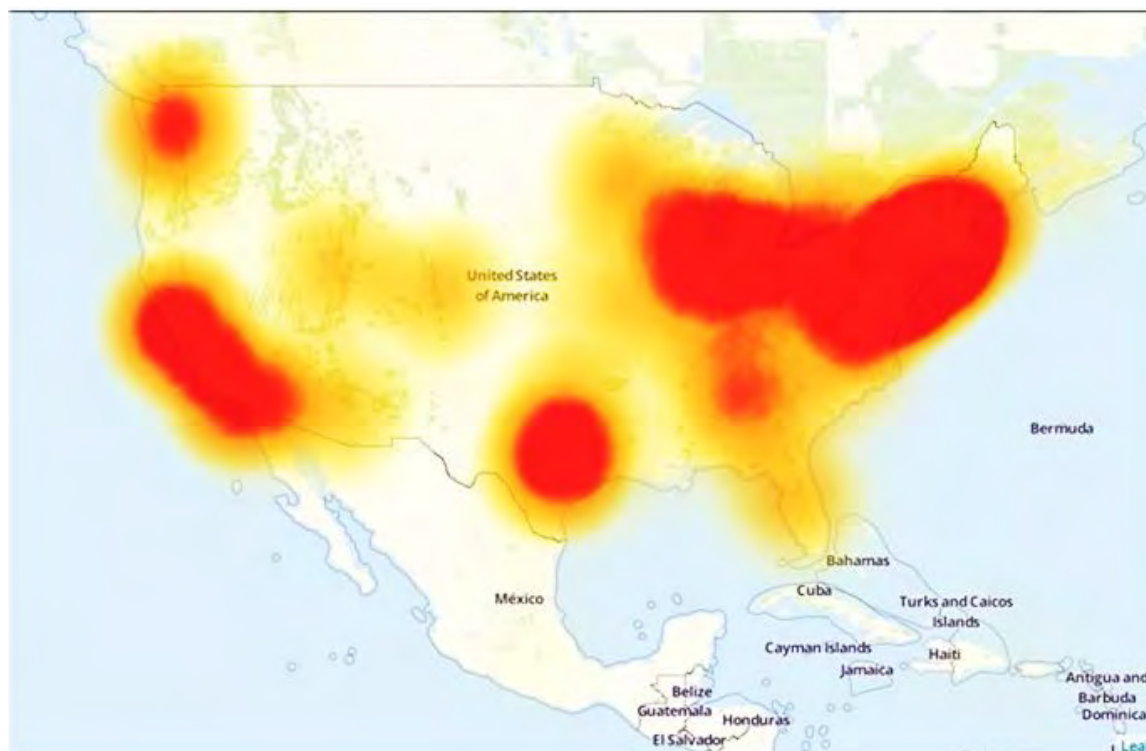 United States
of America
Bermuda
Bahamas
México
Cuba
Turks and Caicos
Islands
Cayman Islands
Haiti
Jamaica
Antigua and
Barbuda
Belize
Guatemala
Dominica
Honduras
El Salvador